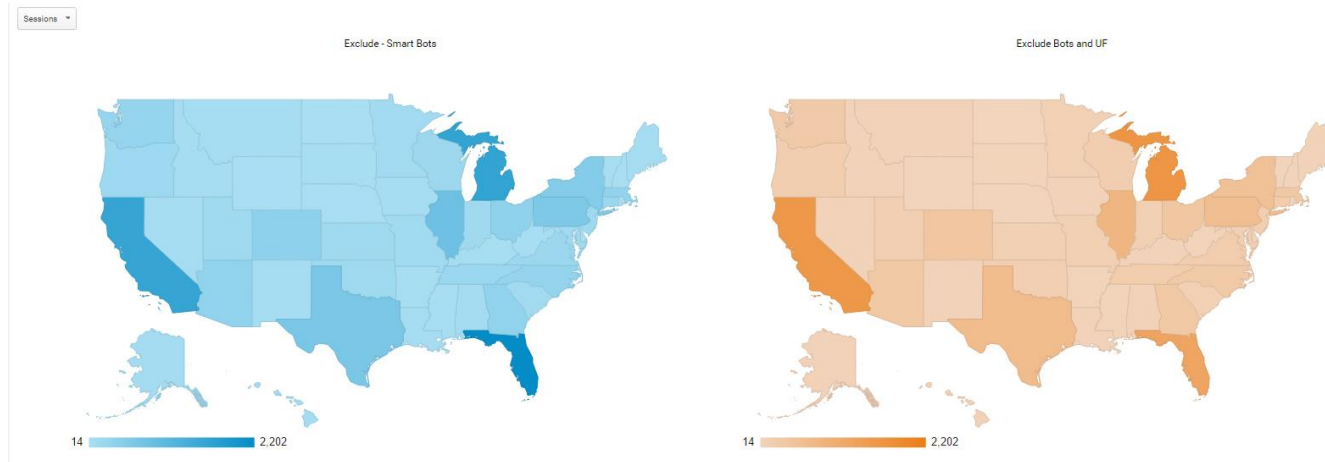 Sessions
Exclude - Smart Bots
Exclude Bots and UF
14 2,202
14 2,202